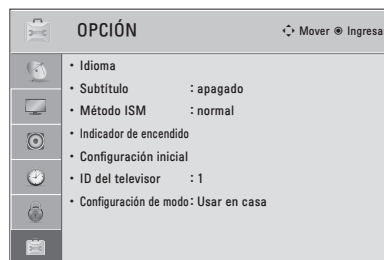 OPCIÓN
Mover ◉ Ingresa
• Idioma
• Subtítulo : apagado
• Método ISM : normal
• Indicador de encendido
• Configuración inicial
• ID del televisor : 1
• Configuración de modo : Usar en casa